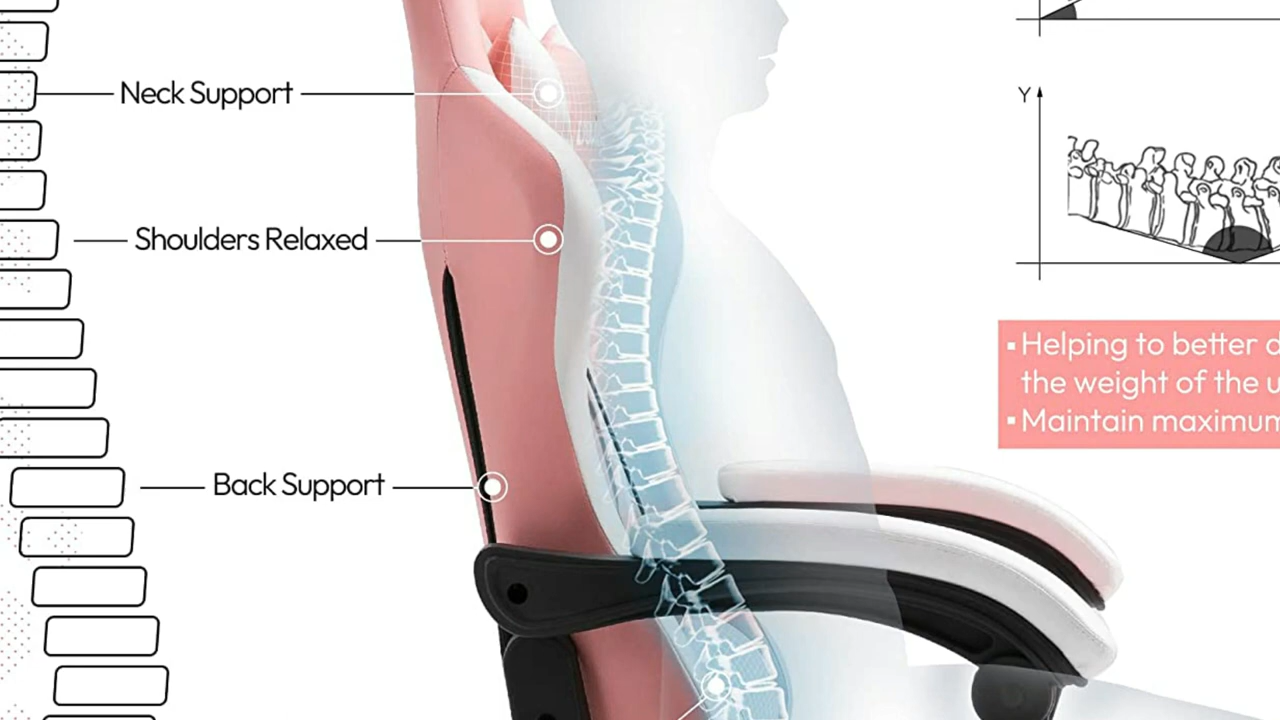 Neck Support
Y
Shoulders Relaxed
Helping to better
the weight of the
Maintain maximum
Back Support